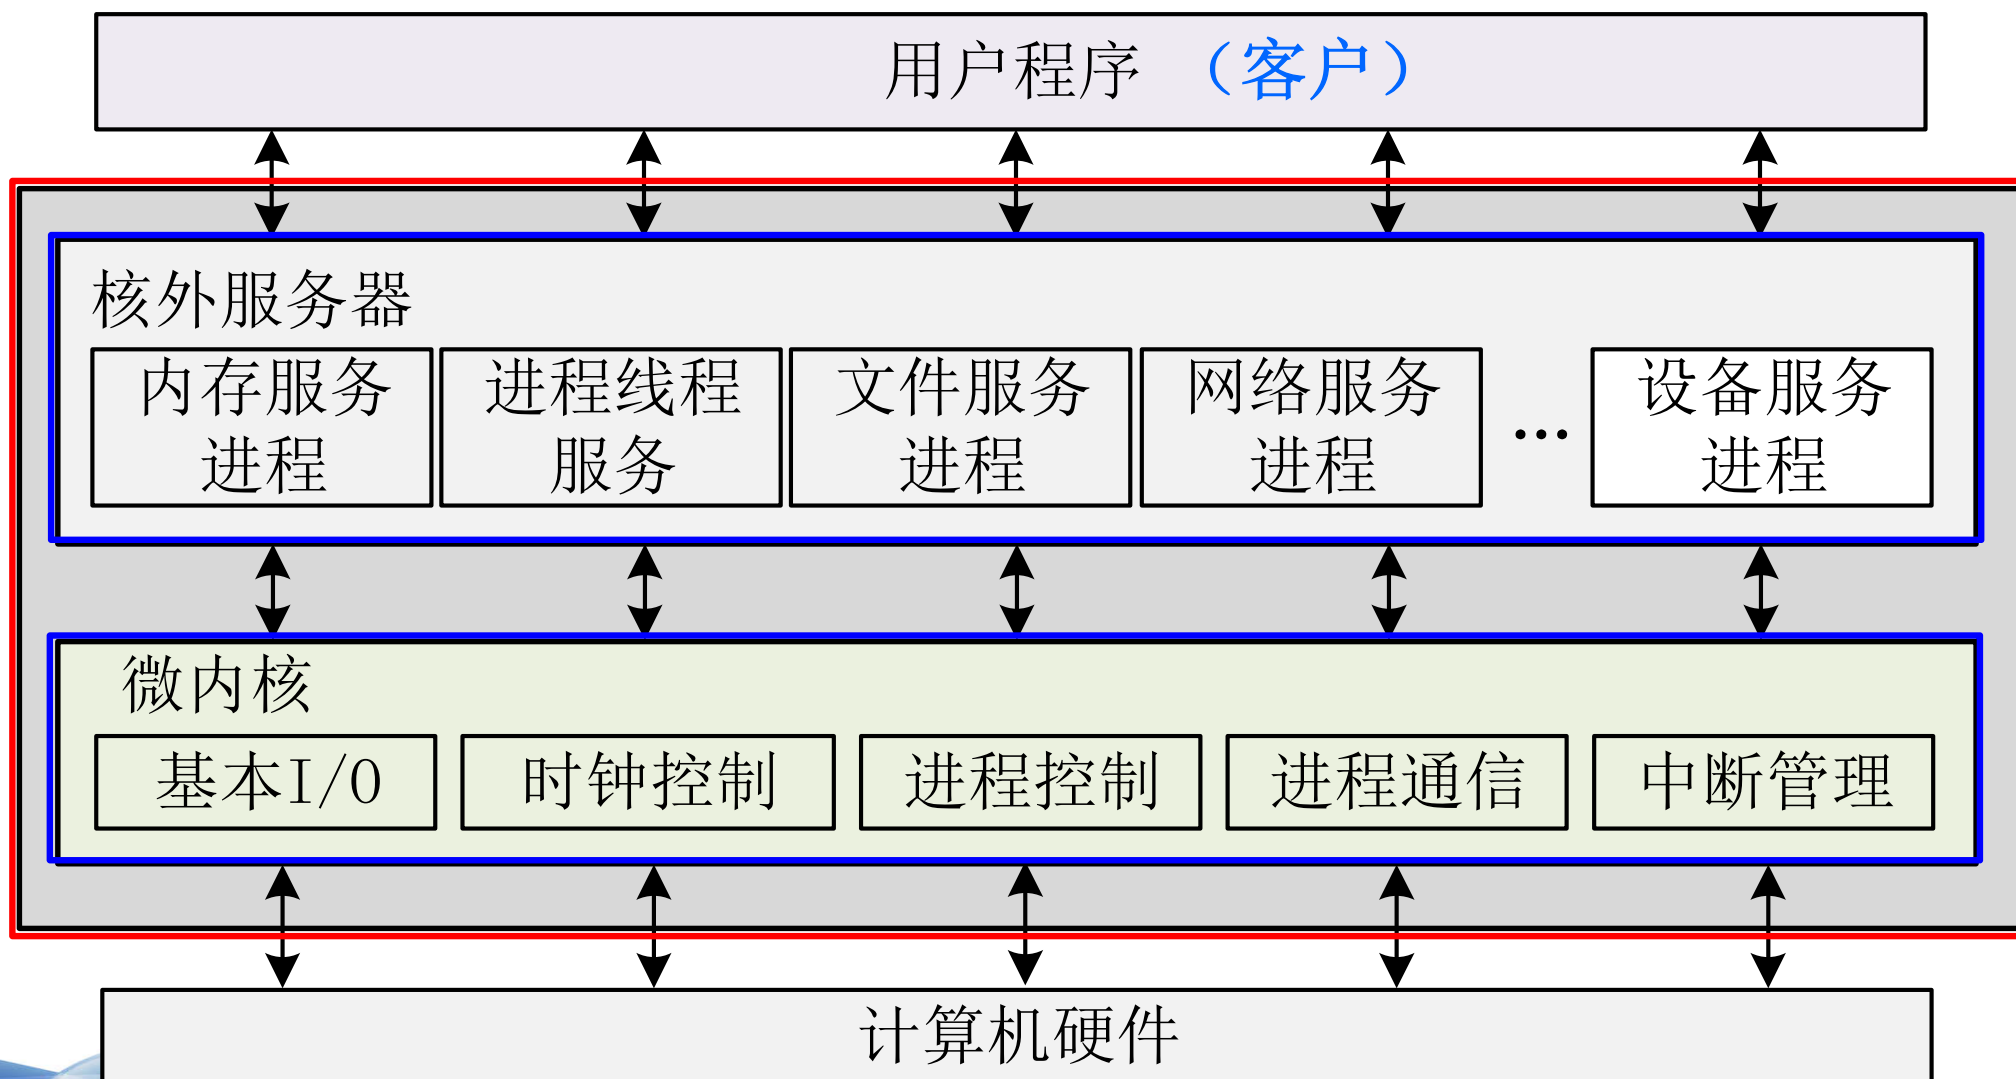 用户程序 （客户）
核外服务器
内存服务
进程
进程线程
服务
文件服务
进程
网络服务
进程
...
设备服务
进程
微内核
基本I/O
时钟控制
进程控制
进程通信
中断管理
计算机硬件